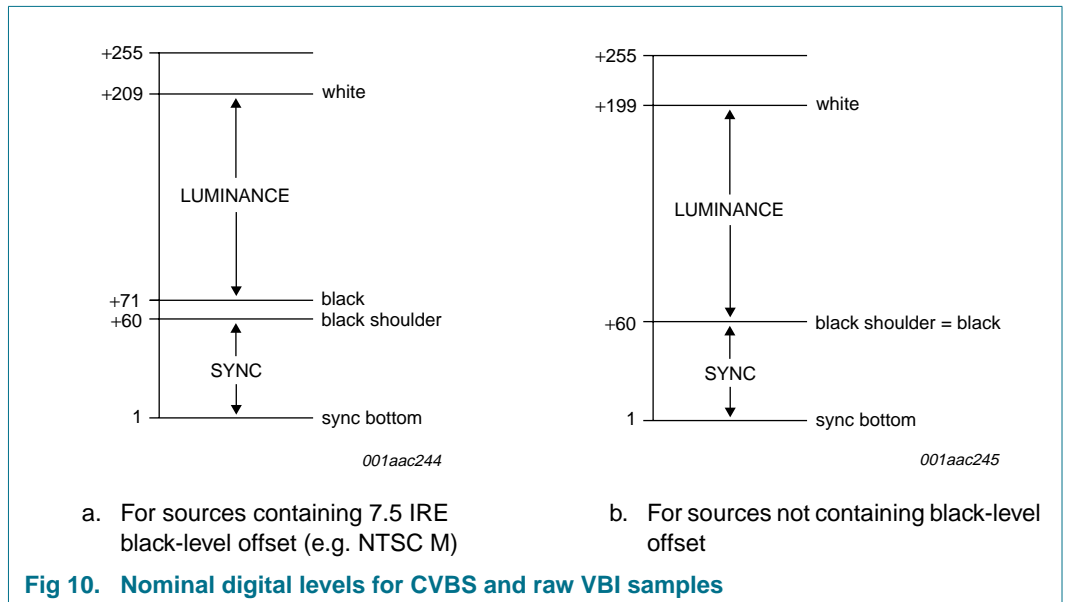 +255
+209
white
LUMINANCE
+71
black
+60
black shoulder
SYNC
1
sync bottom
001aac244
+255
+199
white
LUMINANCE
+60
black shoulder = black
SYNC
1
sync bottom
001aac245
a. For sources containing 7.5 IRE
black-level offset (e.g. NTSC M)
b. For sources not containing black-level
offset
Fig 10. Nominal digital levels for CVBS and raw VBI samples